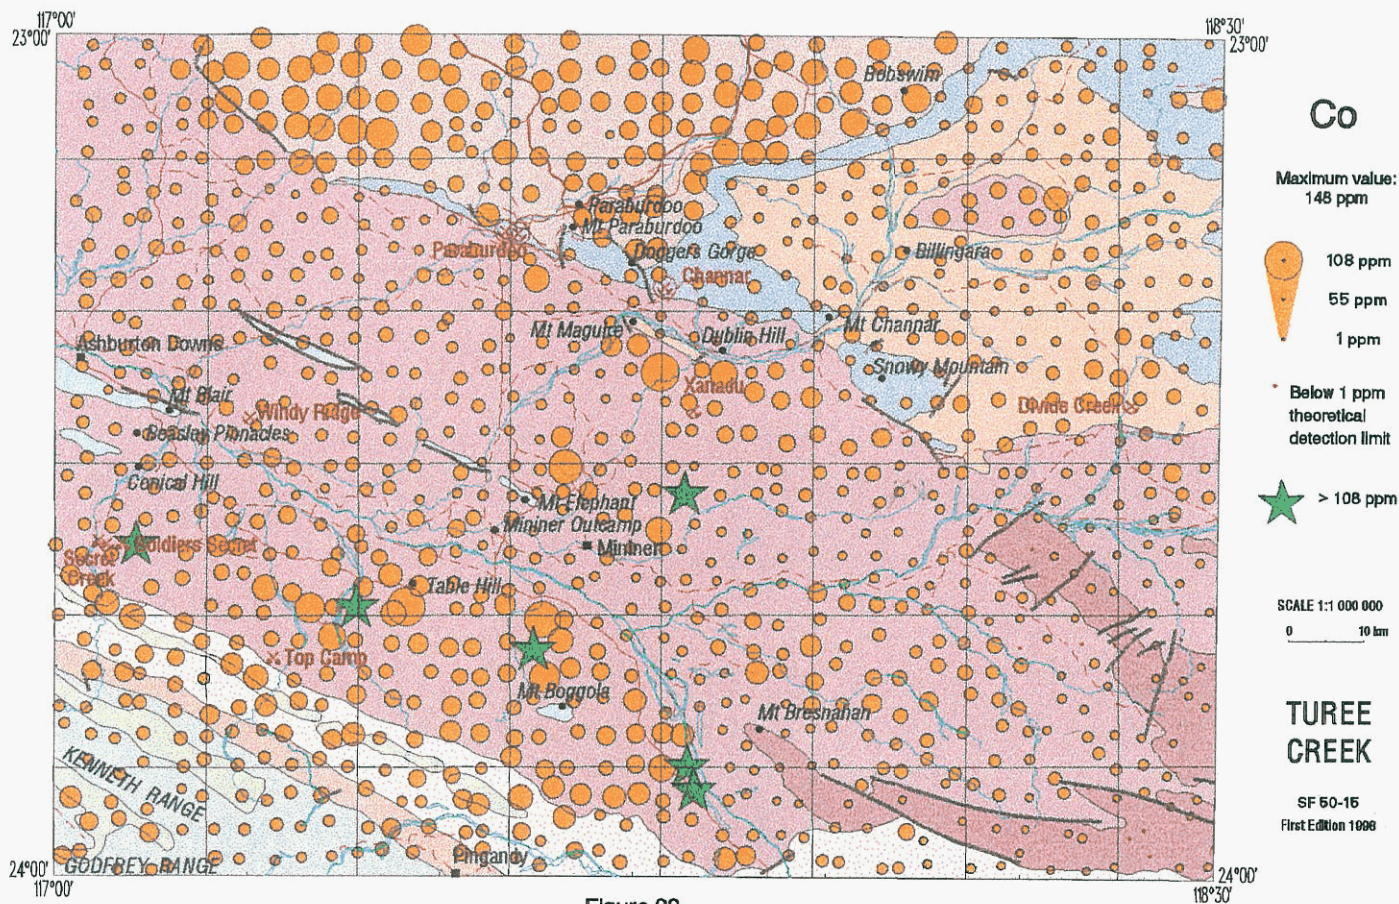 117°00'
118°30'
23°00'
23°00'
Bobswim
Co
Maximum value:
148 ppm
Paraburdoo
Mt Paraburdoo
Paraburdoo
Doggers Gorge
Billingara
108 ppm
Channar
55 ppm
Mt Maguire
Dublin Hill
Mt Channar
1 ppm
Ashburton Downs
Snowy Mountain
Xanadu
Mt Blair
Windy Ridge
Divide Creek
Below 1 ppm
theoretical
detection limit
Beasley Pinnacles
Conical Hill
Mt Elephant
> 108 ppm
Mininer Outcamp
Soldiers Secret
Mininer
Secret
Creek
Table Hill
SCALE 1:1 000 000
0 10 km
Top Camp
Mt Boggola
Mt Bresnahan
TUREE
CREEK
KENNETH RANGE
SF 50-15
First Edition 1996
Pingandy
GODFREY RANGE
24°00'
24°00'
117°00'
118°30'